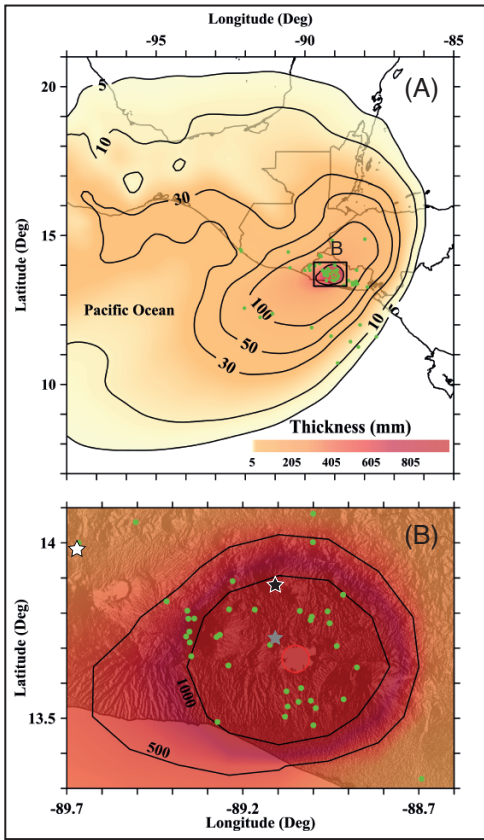 Longitude (Deg)
-95
-90
-85
20
15
10
Latitude (Deg)
(A)
5
10
30
B
100
50
30
10
5
Pacific Ocean
Thickness (mm)
5 205 405 605 805
(B)
14
13.5
Latitude (Deg)
1000
500
-89.7
-89.2
-88.7
Longitude (Deg)